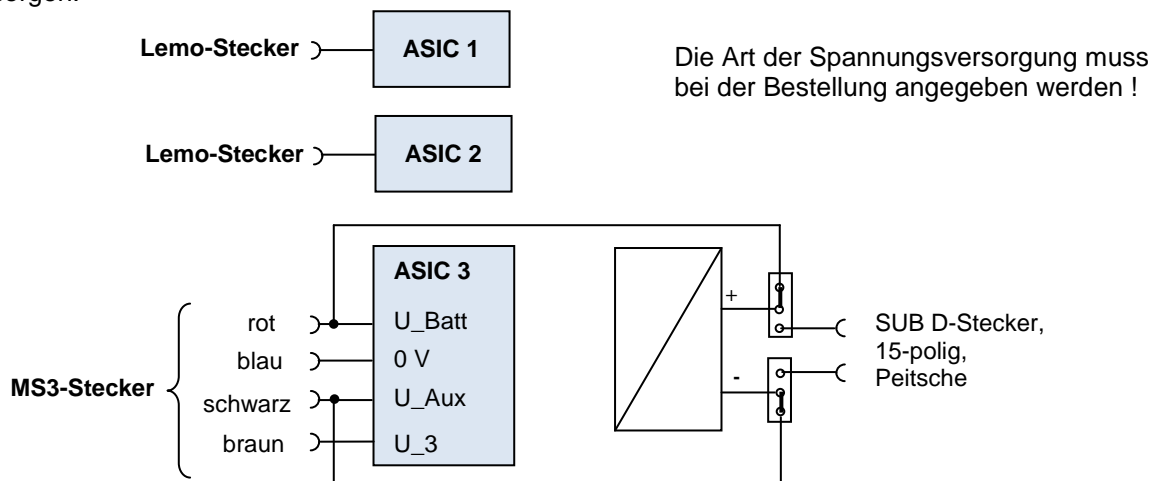 Lemo-Stecker
ASIC 1
Die Art der Spannungsversorgung muss
bei der Bestellung angegeben werden !
Lemo-Stecker
ASIC 2
ASIC 3
rot
U_Batt
blau
0 V
MS3-Stecker
schwarz
U_Aux
braun
U_3
+
-
SUB D-Stecker,
15-polig,
Peitsche